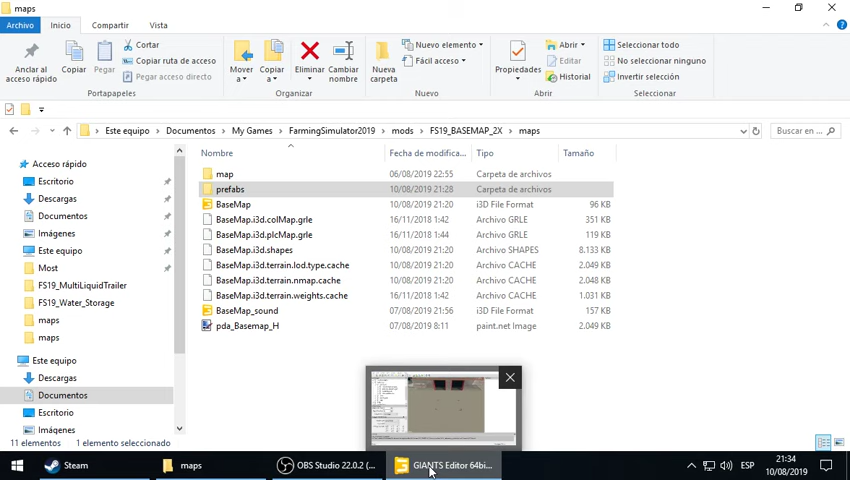 maps
Archivo Inicio Compartir Vista
Anclar al acceso rápido
Copiar
Pegar
Cortar
Copiar ruta de acceso
Pegar acceso directo
Portapapeles
Mover a
Copiar a
Eliminar
Cambiar nombre
Organizar
Nueva carpeta
Nuevo elemento
Fácil acceso
Nuevo
Propiedades
Abrir
Editar
Historial
Abrir
Seleccionar todo
No seleccionar ninguno
Invertir selección
Seleccionar
Este equipo > Documentos > My Games > FarmingSimulator2019 > mods > FS19_BASEMAP_2X > maps
Buscar en ...
Nombre Fecha de modifica... Tipo Tamaño
map 06/08/2019 22:55 Carpeta de archivos
prefabs 10/08/2019 21:28 Carpeta de archivos
BaseMap 10/08/2019 21:20 i3D File Format 96 KB
BaseMap.i3d.colMap.grle 16/11/2018 1:42 Archivo GRLE 351 KB
BaseMap.i3d.plcMap.grle 16/11/2018 1:44 Archivo GRLE 119 KB
BaseMap.i3d.shapes 10/08/2019 21:20 Archivo SHAPES 8.133 KB
BaseMap.i3d.terrain.lod.type.cache 10/08/2019 21:20 Archivo CACHE 2.049 KB
BaseMap.i3d.terrain.nmap.cache 10/08/2019 21:20 Archivo CACHE 2.048 KB
BaseMap.i3d.terrain.weights.cache 16/11/2018 1:42 Archivo CACHE 1.031 KB
BaseMap_sound 07/08/2019 21:56 i3D File Format 157 KB
pda_Basemap_H 07/08/2019 8:11 paint.net Image 2.049 KB
Acceso rápido
Escritorio
Descargas
Documentos
Imágenes
Este equipo
Most
FS19_MultiLiquidTrailer
FS19_Water_Storage
maps
maps
Este equipo
Descargas
Documentos
Escritorio
Imágenes
11 elementos 1 elemento seleccionado
Steam
maps
OBS Studio 22.0.2 (...
GIANTS Editor 64bi...
ESP
21:34
10/08/2019